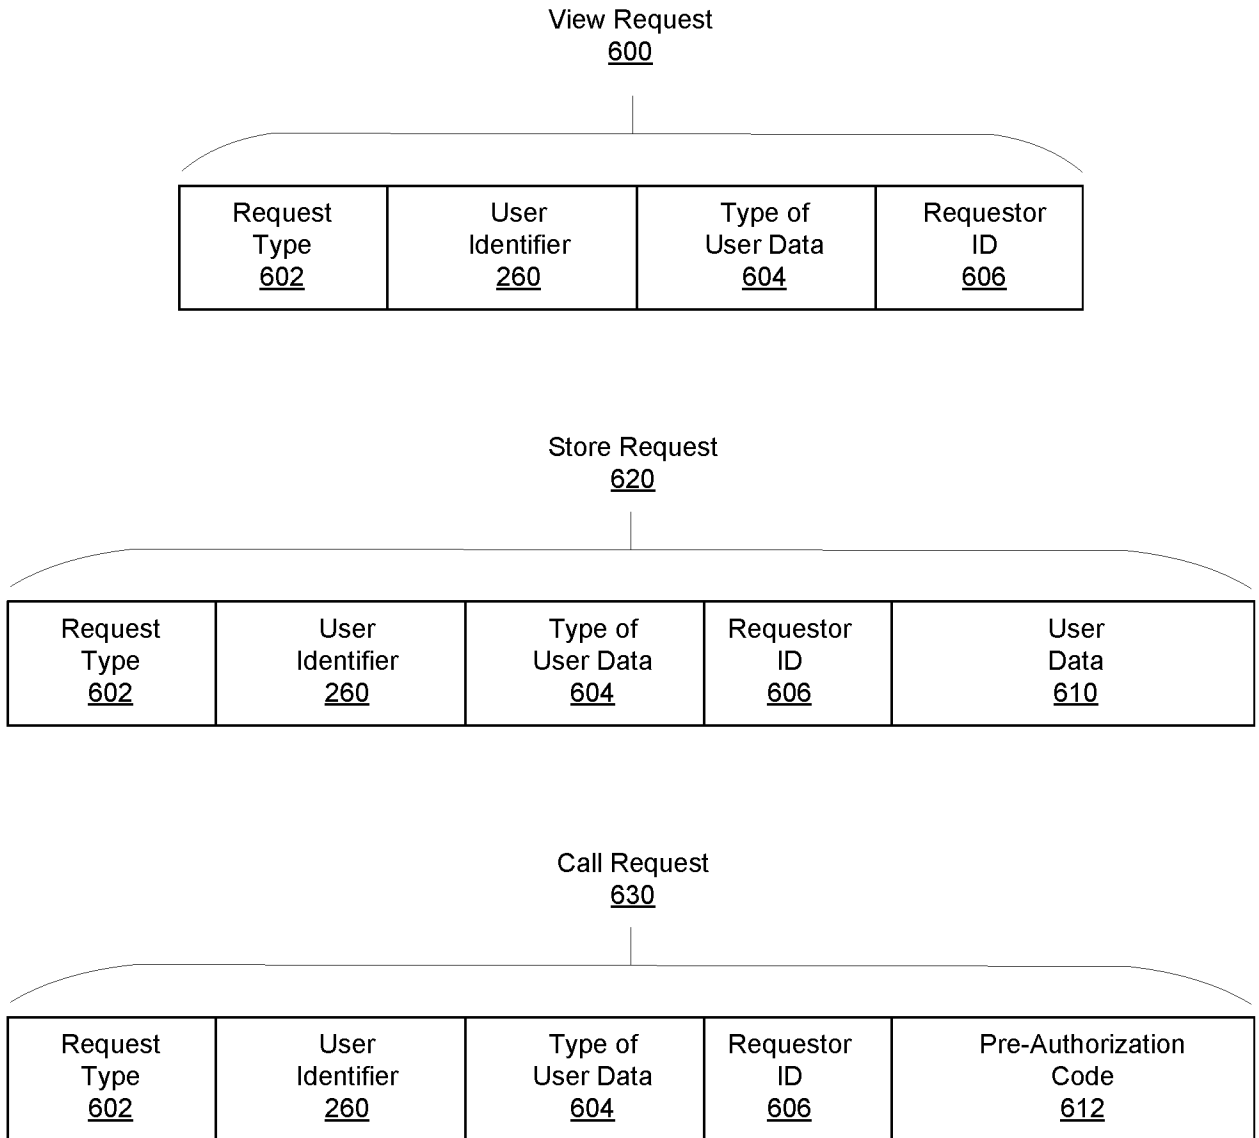 View Request
600
Request User Type of Requestor
Type Identifier User Data ID
602 260 604 606
Store Request
620
Request User Type of Requestor User
Type Identifier User Data ID Data
602 260 604 606 610
Call Request
630
Request User Type of Requestor Pre-Authorization
Type Identifier User Data ID Code
602 260 604 606 612